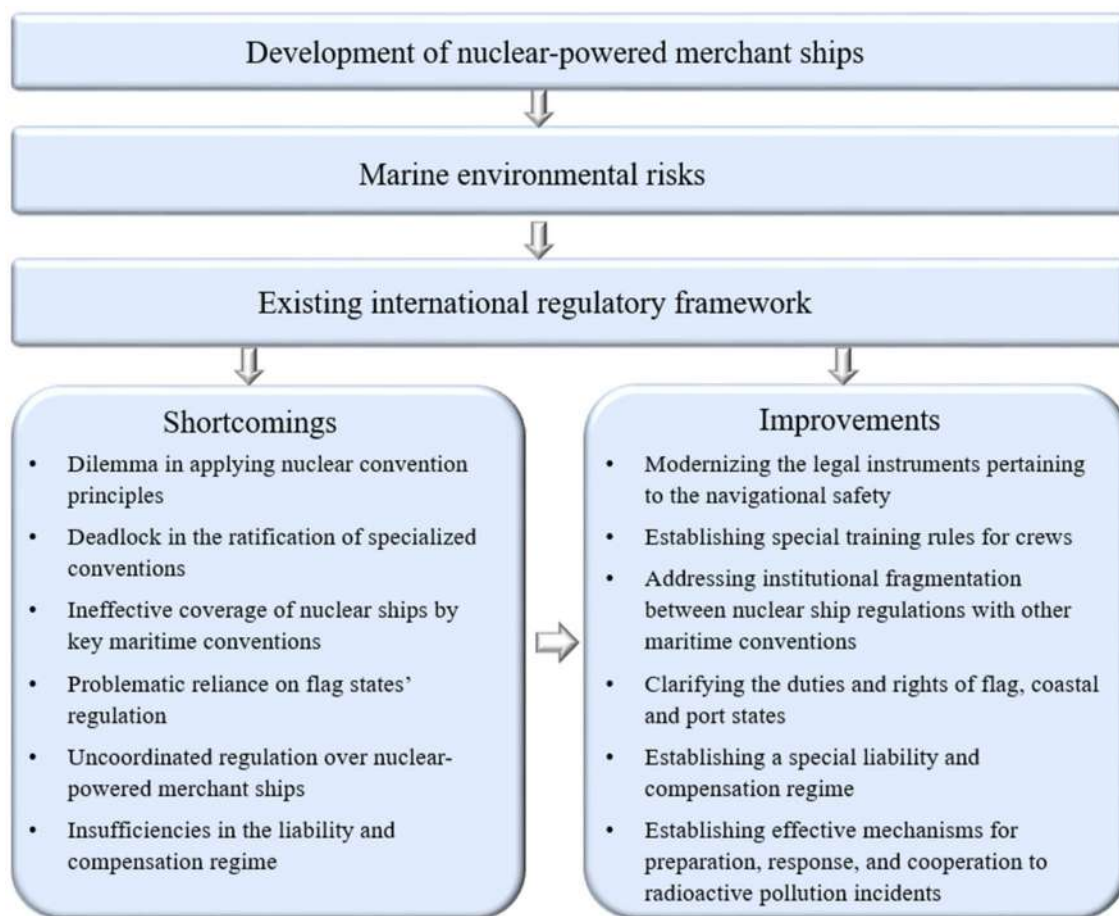 Development of nuclear-powered merchant ships
Marine environmental risks
Existing international regulatory framework
Shortcomings
• Dilemma in applying nuclear convention
principles
• Deadlock in the ratification of specialized
conventions
• Ineffective coverage of nuclear ships by
key maritime conventions
• Problematic reliance on flag states’
regulation
• Uncoordinated regulation over nuclear-
powered merchant ships
• Insufficiencies in the liability and
compensation regime
Improvements
• Modernizing the legal instruments pertaining
to the navigational safety
• Establishing special training rules for crews
• Addressing institutional fragmentation
between nuclear ship regulations with other
maritime conventions
• Clarifying the duties and rights of flag, coastal
and port states
• Establishing a special liability and
compensation regime
• Establishing effective mechanisms for
preparation, response, and cooperation to
radioactive pollution incidents